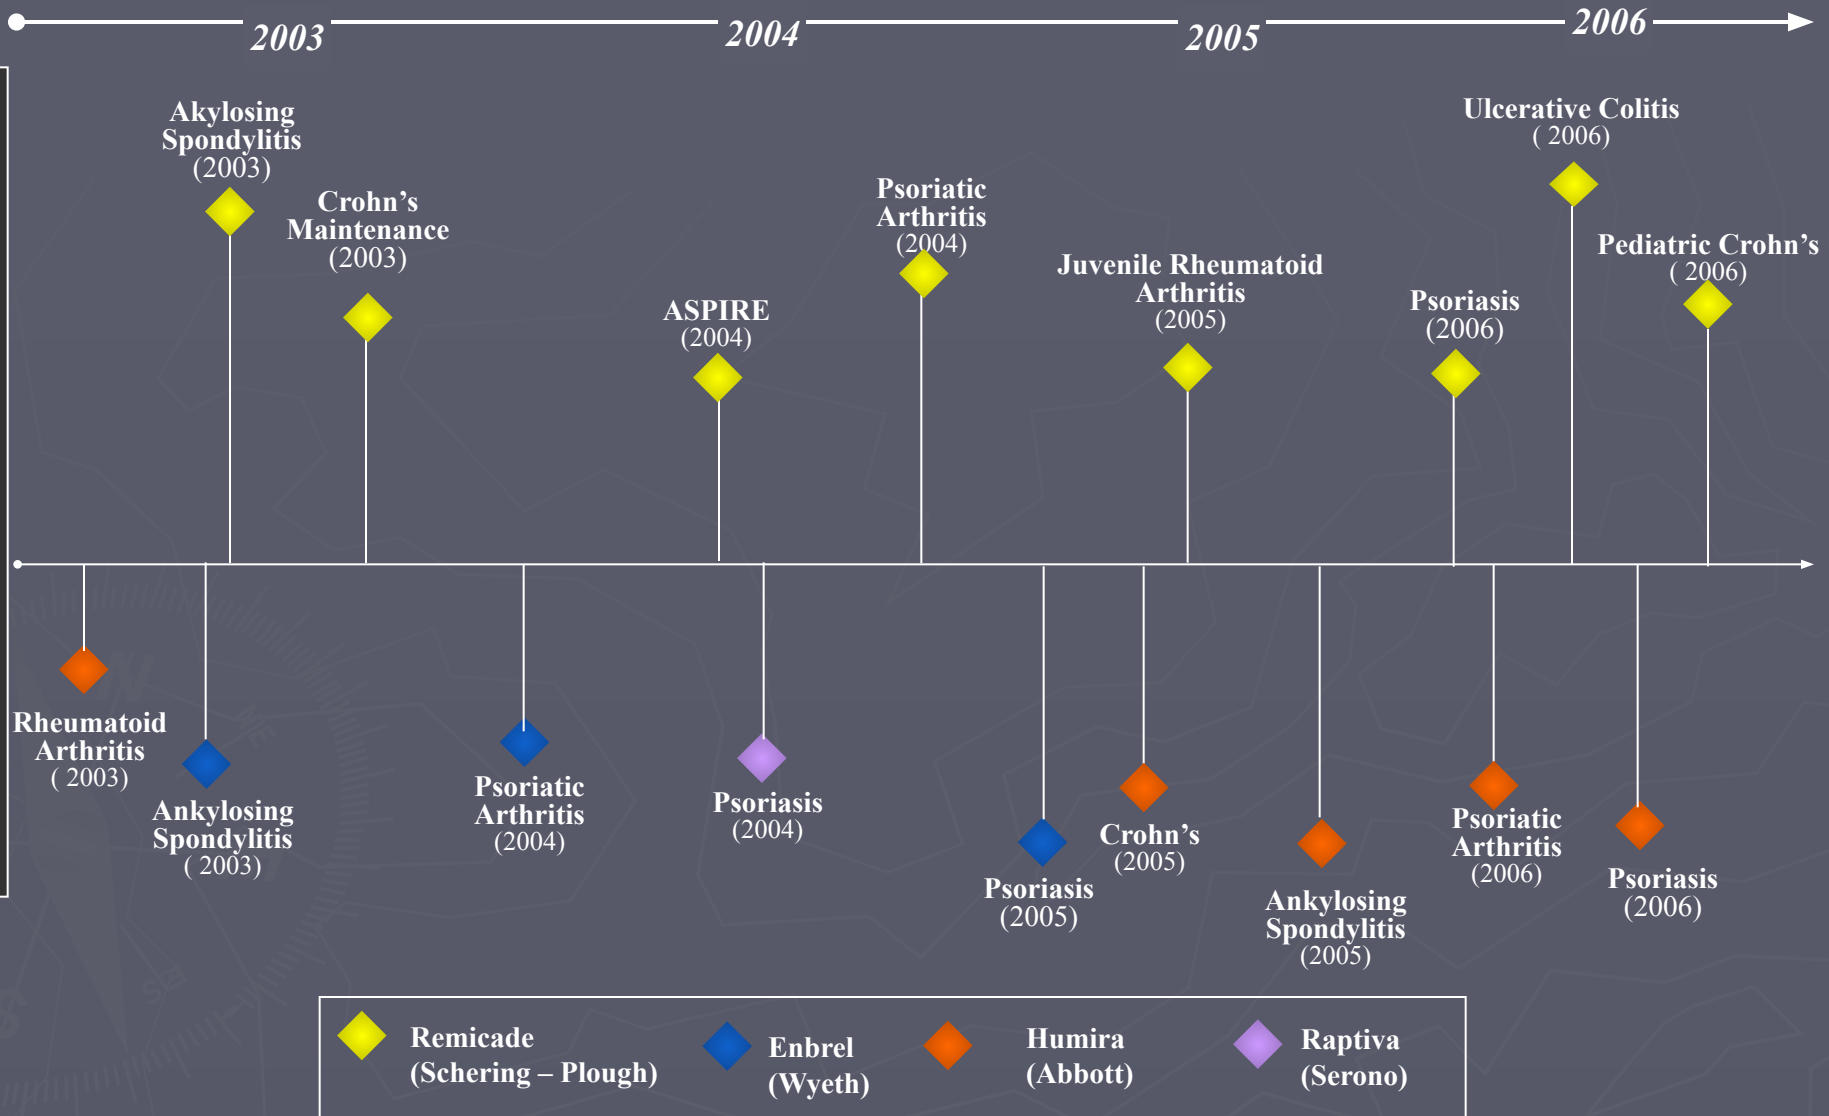 2003
2004
2005
2006
Akylosing
Spondylitis
(2003)
Crohn’s
Maintenance
(2003)
ASPIRE
(2004)
Psoriatic
Arthritis
(2004)
Juvenile Rheumatoid
Arthritis
(2005)
Psoriasis
(2006)
Ulcerative Colitis
( 2006)
Pediatric Crohn’s
( 2006)
Rheumatoid
Arthritis
( 2003)
Ankylosing
Spondylitis
( 2003)
Psoriatic
Arthritis
(2004)
Psoriasis
(2004)
Psoriasis
(2005)
Crohn’s
(2005)
Ankylosing
Spondylitis
(2005)
Psoriatic
Arthritis
(2006)
Psoriasis
(2006)
Remicade
(Schering – Plough)
Enbrel
(Wyeth)
Humira
(Abbott)
Raptiva
(Serono)